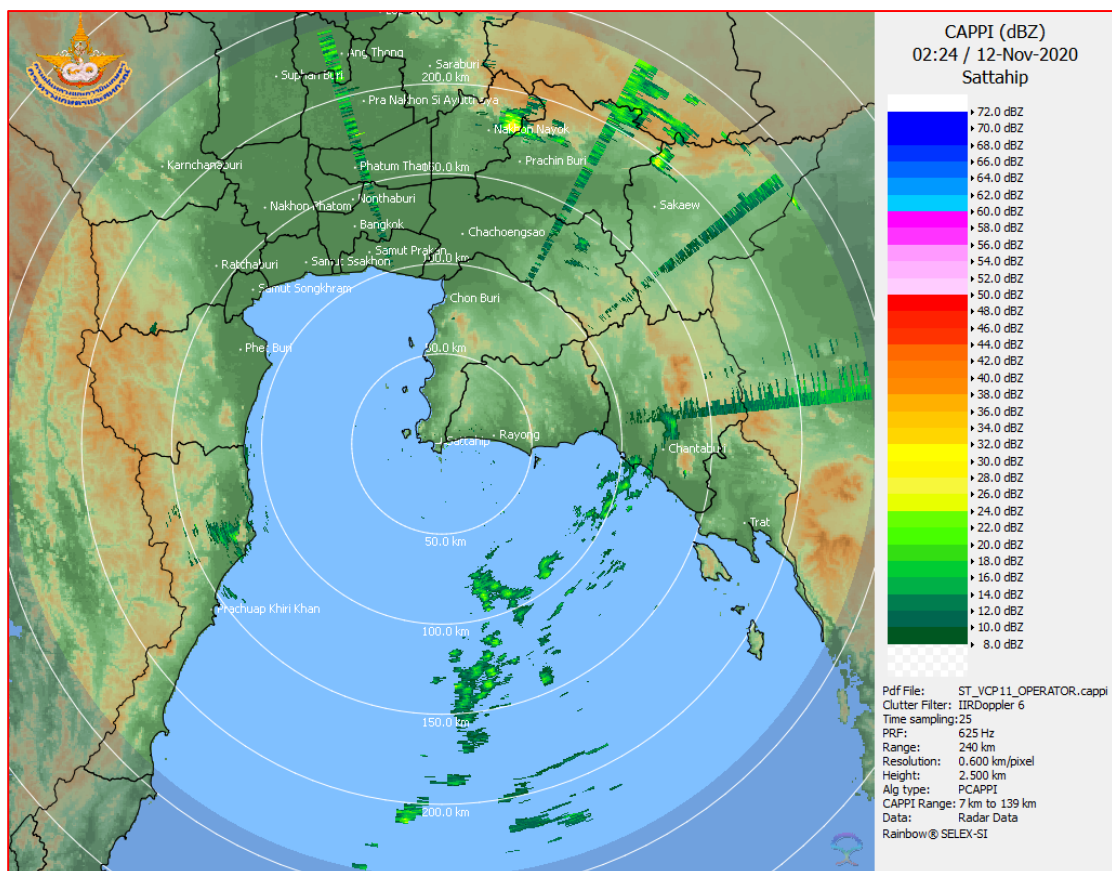 CAPPI (dBZ)
02:24 / 12-Nov-2020
Sattahip
72.0 dBZ
70.0 dBZ
68.0 dBZ
66.0 dBZ
64.0 dBZ
62.0 dBZ
60.0 dBZ
58.0 dBZ
56.0 dBZ
54.0 dBZ
52.0 dBZ
50.0 dBZ
48.0 dBZ
46.0 dBZ
44.0 dBZ
42.0 dBZ
40.0 dBZ
38.0 dBZ
36.0 dBZ
34.0 dBZ
32.0 dBZ
30.0 dBZ
28.0 dBZ
26.0 dBZ
24.0 dBZ
22.0 dBZ
20.0 dBZ
18.0 dBZ
16.0 dBZ
14.0 dBZ
12.0 dBZ
10.0 dBZ
8.0 dBZ
Pdf File: ST_VCP11_OPERATOR.cappi
Clutter Filter: IIRDoppler 6
Time sampling:25
PRF: 625 Hz
Range: 240 km
Resolution: 0.600 km/pixel
Height: 2.500 km
Alg type: PCAPPI
CAPPI Range: 7 km to 139 km
Data: Radar Data
Rainbow® SELEX-SI
Ang Thong
Saraburi
Suphan Buri
200.0 km
Pra Nakhon Si Ayutthaya
Nakhon Nayok
Prachin Buri
Karnchanaburi
Phatum Thani
150.0 km
Nonthaburi
Nakhon Phatom
Sakaew
Bangkok
Chachoengsao
Samut Prakan
100.0 km
Samut Ssakhon
Ratchaburi
Samut Songkhram
Chon Buri
Phet Buri
50.0 km
Sattahip
Rayong
Chantaburi
Trat
50.0 km
Prachuap Khiri Khan
100.0 km
150.0 km
200.0 km